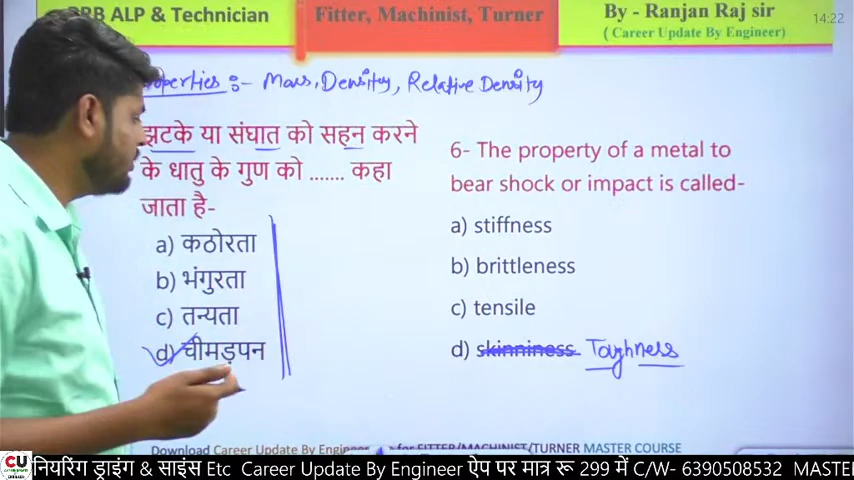 RRB ALP & Technician
Fitter, Machinist, Turner
By - Ranjan Raj sir
( Career Update By Engineer)
14:22
Properties :- Mass, Density, Relative Density
झटके या संघात को सहन करने
के धातु के गुण को ....... कहा
जाता है-
a) कठोरता
b) भंगुरता
c) तन्यता
d) चीमड़पन
6- The property of a metal to
bear shock or impact is called-
a) stiffness
b) brittleness
c) tensile
d) skinniness Toughness
Download Career Update By Engineer for FITTER/MACHINIST/TURNER MASTER COURSE
CU
नियरिंग ड्राइंग & साइंस Etc Career Update By Engineer ऐप पर मात्र रू 299 में C/W- 6390508532 MASTE